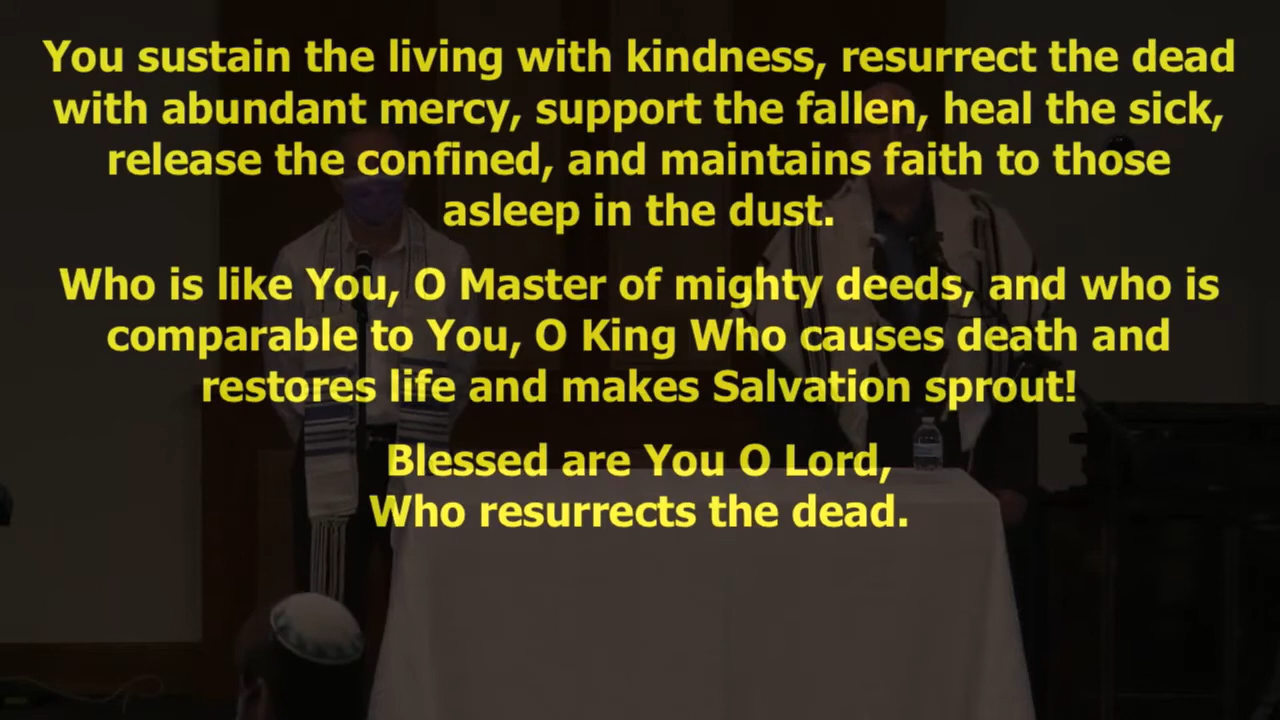 You sustain the living with kindness, resurrect the dead
with abundant mercy, support the fallen, heal the sick,
release the confined, and maintains faith to those
asleep in the dust.
Who is like You, O Master of mighty deeds, and who is
comparable to You, O King Who causes death and
restores life and makes Salvation sprout!
Blessed are You O Lord,
Who resurrects the dead.